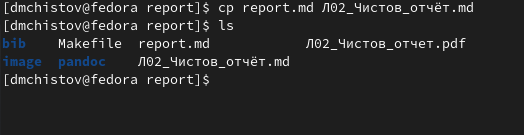 [dmchistov@fedora report]$ cp report.md Л02_Чистов_отчёт.md
[dmchistov@fedora report]$ ls
bib Makefile report.md Л02_Чистов_отчет.pdf
image pandoc Л02_Чистов_отчёт.md
[dmchistov@fedora report]$